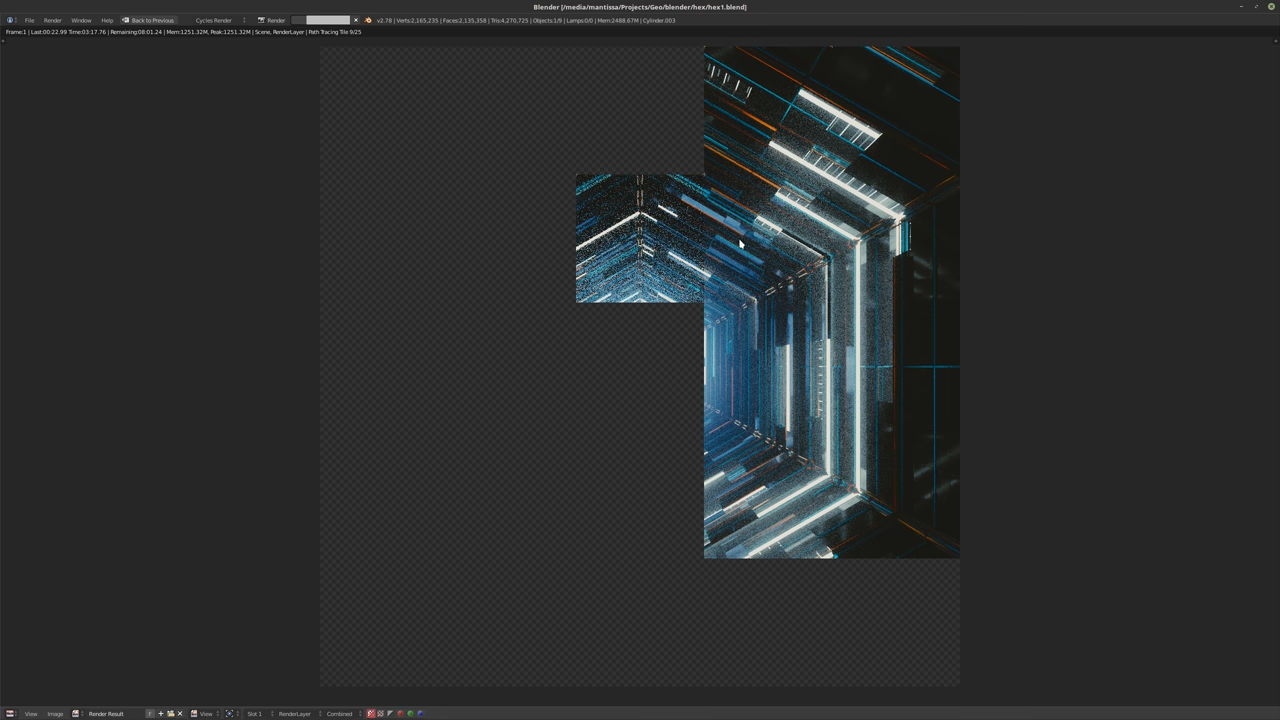 Blender [/media/mantissa/Projects/Geo/blender/hex/hex1.blend]
File Render Window Help Back to Previous Cycles Render Render v2.78 | Verts:2,165,235 | Faces:2,135,358 | Tris:4,270,725 | Objects:1/9 | Lamps:0/0 | Mem:2488.67M | Cylinder.003
Frame:1 | Last:00:22.99 Time:03:17.76 | Remaining:08:01.24 | Mem:1251.32M, Peak:1251.32M | Scene, RenderLayer | Path Tracing Tile 9/25
View Image Render Result F View Slot 1 RenderLayer Combined